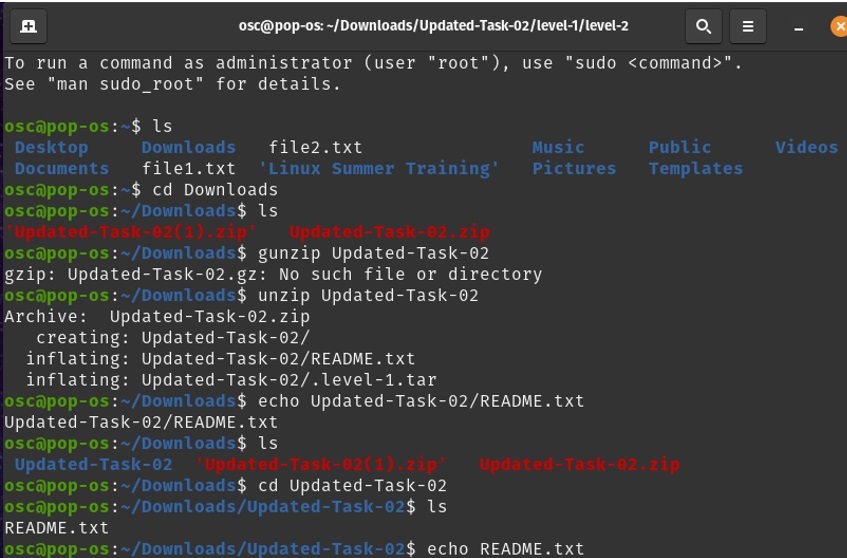 osc@pop-os: ~/Downloads/Updated-Task-02/level-1/level-2
To run a command as administrator (user "root"), use "sudo <command>".
See "man sudo_root" for details.
osc@pop-os:~$ ls
Desktop Downloads file2.txt Music Public Videos
Documents file1.txt 'Linux Summer Training' Pictures Templates
osc@pop-os:~$ cd Downloads
osc@pop-os:~/Downloads$ ls
'Updated-Task-02(1).zip' Updated-Task-02.zip
osc@pop-os:~/Downloads$ gunzip Updated-Task-02
gzip: Updated-Task-02.gz: No such file or directory
osc@pop-os:~/Downloads$ unzip Updated-Task-02
Archive: Updated-Task-02.zip
creating: Updated-Task-02/
inflating: Updated-Task-02/README.txt
inflating: Updated-Task-02/.level-1.tar
osc@pop-os:~/Downloads$ echo Updated-Task-02/README.txt
Updated-Task-02/README.txt
osc@pop-os:~/Downloads$ ls
Updated-Task-02 'Updated-Task-02(1).zip' Updated-Task-02.zip
osc@pop-os:~/Downloads$ cd Updated-Task-02
osc@pop-os:~/Downloads/Updated-Task-02$ ls
README.txt
osc@pop-os:~/Downloads/Updated-Task-02$ echo README.txt